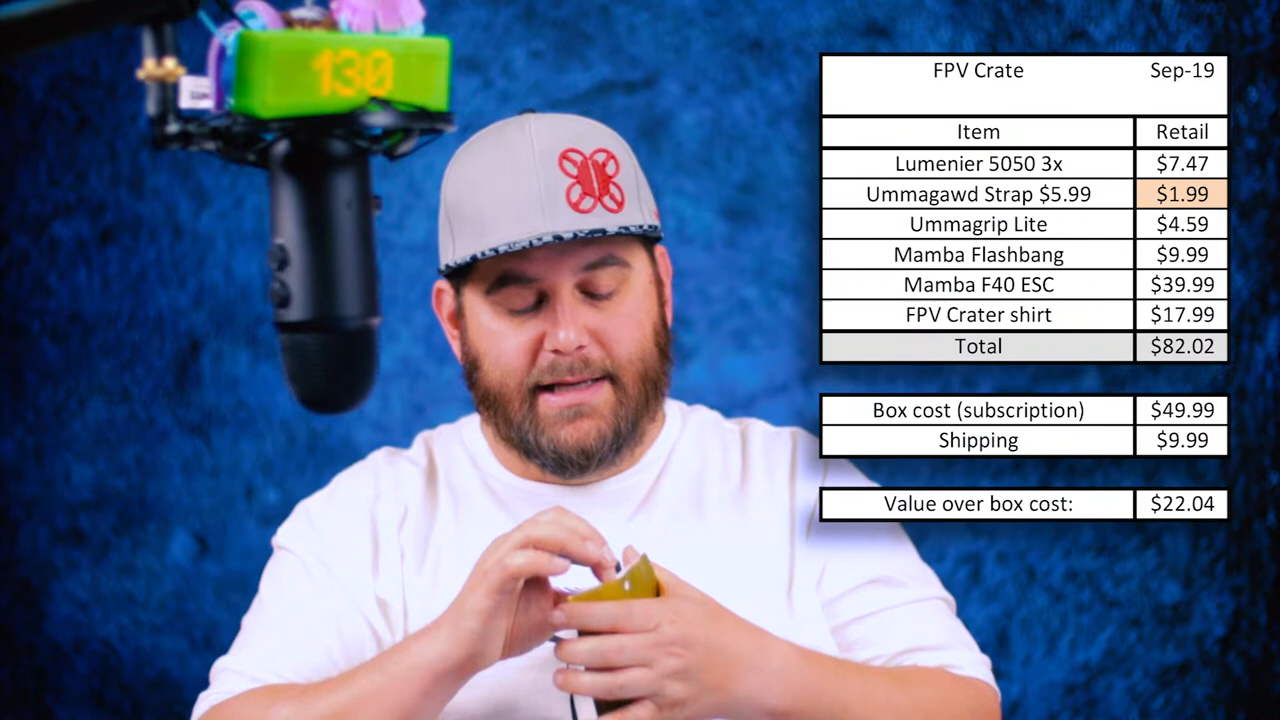 130
FPV Crate Sep-19
Item Retail
Lumenier 5050 3x $7.47
Ummagawd Strap $5.99 $1.99
Ummagrip Lite $4.59
Mamba Flashbang $9.99
Mamba F40 ESC $39.99
FPV Crater shirt $17.99
Total $82.02
Box cost (subscription) $49.99
Shipping $9.99
Value over box cost: $22.04